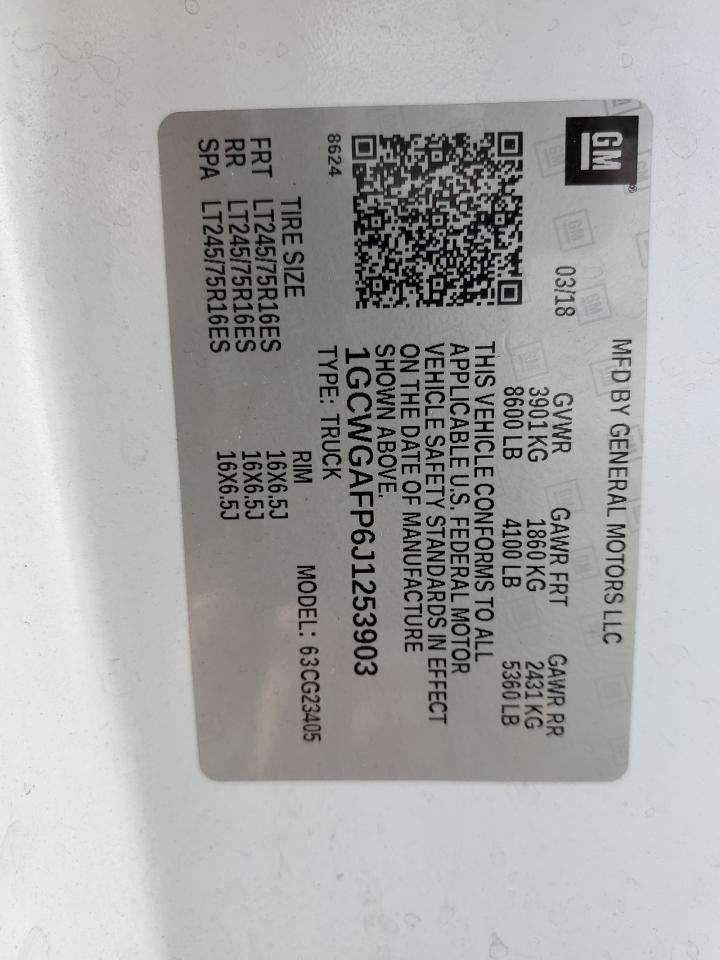 GM
MFD BY GENERAL MOTORS LLC
03/18
GVWR GAWR FRT GAWR RR
3901 KG 1860 KG 2431 KG
8600 LB 4100 LB 5360 LB
THIS VEHICLE CONFORMS TO ALL
APPLICABLE U.S. FEDERAL MOTOR
VEHICLE SAFETY STANDARDS IN EFFECT
ON THE DATE OF MANUFACTURE
SHOWN ABOVE.
1GCWGAFP6J1253903
TYPE: TRUCK MODEL: 63CG23405
8624
TIRE SIZE RIM
FRT LT245/75R16ES 16X6.5J
RR LT245/75R16ES 16X6.5J
SPA LT245/75R16ES 16X6.5J